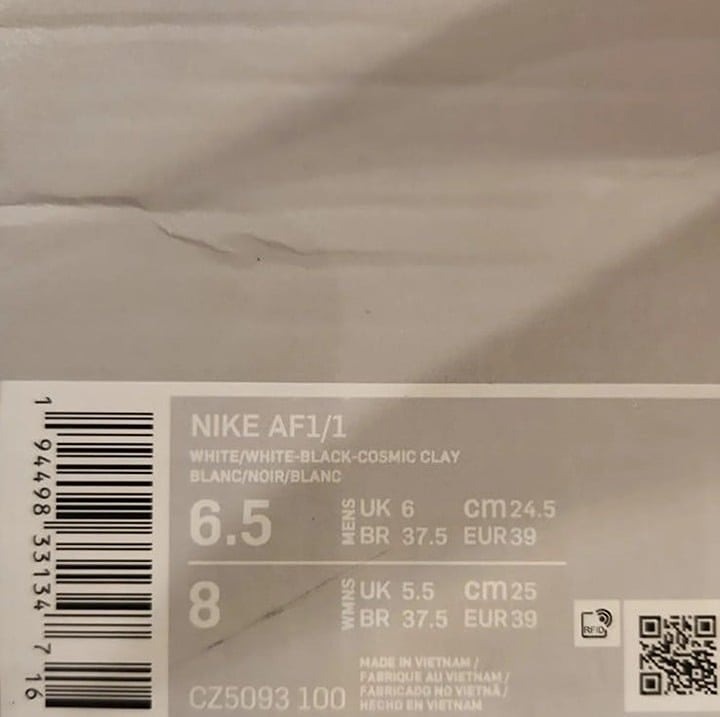 1 94498 33134 7 16
NIKE AF1/1
WHITE/WHITE-BLACK-COSMIC CLAY
BLANC/NOIR/BLANC
6.5 MENS UK 6 cm 24.5
BR 37.5 EUR 39
8 WMNS UK 5.5 cm 25
BR 37.5 EUR 39
RFID
CZ5093 100
MADE IN VIETNAM /
FABRIQUE AU VIETNAM /
FABRICADO NO VIETNÃ /
HECHO EN VIETNAM